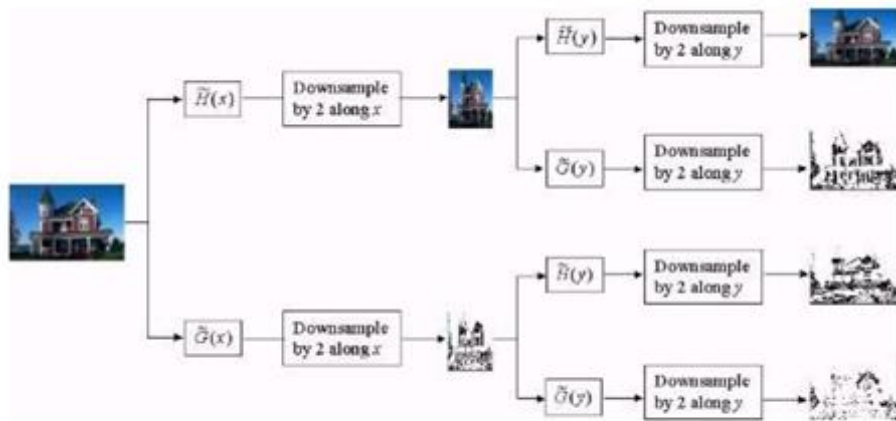 H̃(y)
Downsample
by 2 along y
H̃(x)
Downsample
by 2 along x
G̃(y)
Downsample
by 2 along y
H̃(y)
Downsample
by 2 along y
G̃(x)
Downsample
by 2 along x
G̃(y)
Downsample
by 2 along y